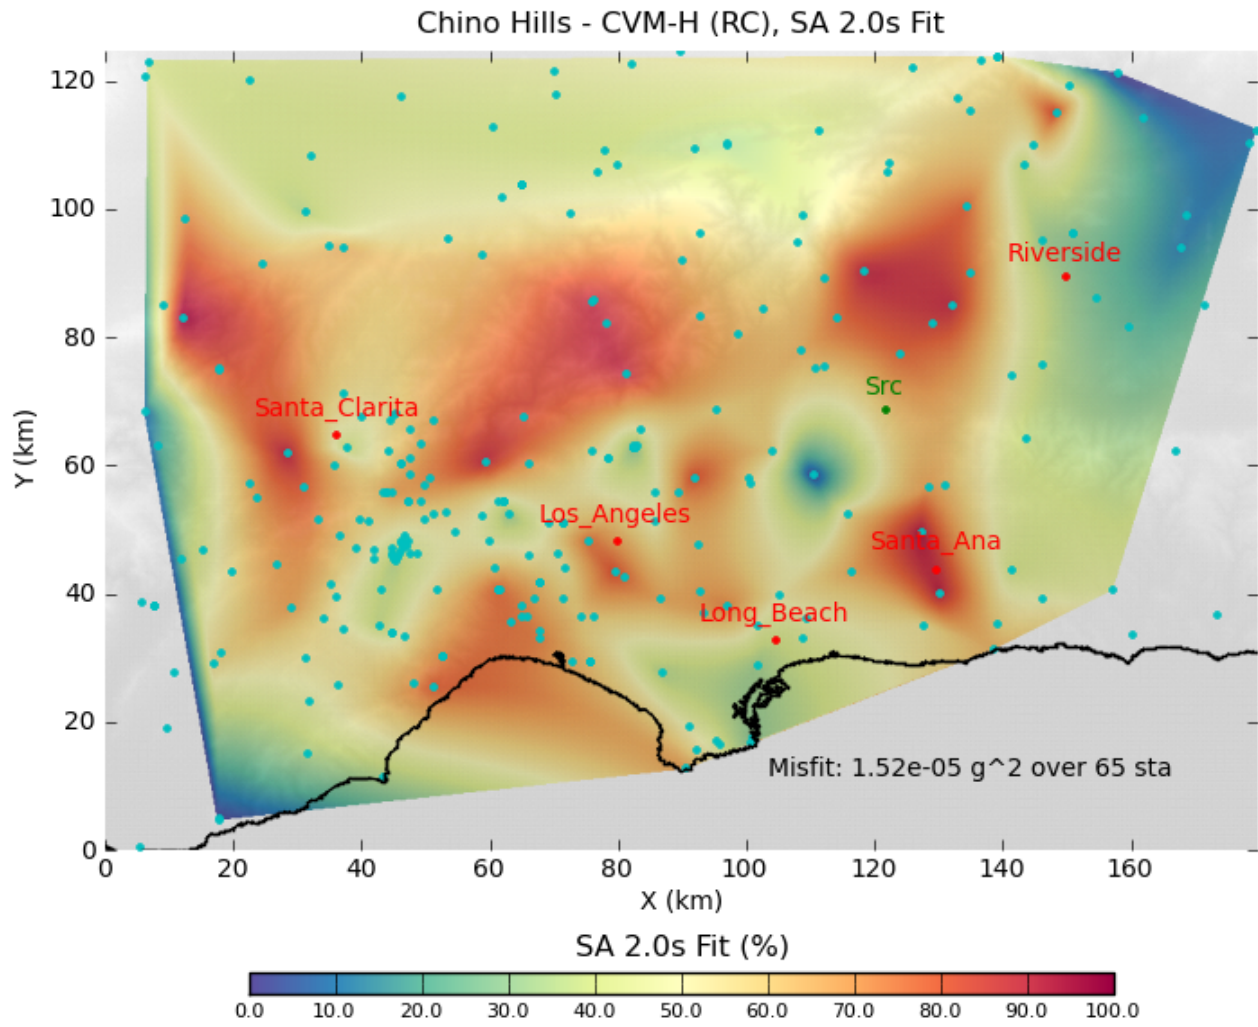 Chino Hills - CVM-H (RC), SA 2.0s Fit
120
100
80
60
40
20
0
Y (km)
Riverside
Src
Santa_Clarita
Los_Angeles
Santa_Ana
Long_Beach
Misfit: 1.52e-05 g^2 over 65 sta
0 20 40 60 80 100 120 140 160
X (km)
SA 2.0s Fit (%)
0.0 10.0 20.0 30.0 40.0 50.0 60.0 70.0 80.0 90.0 100.0